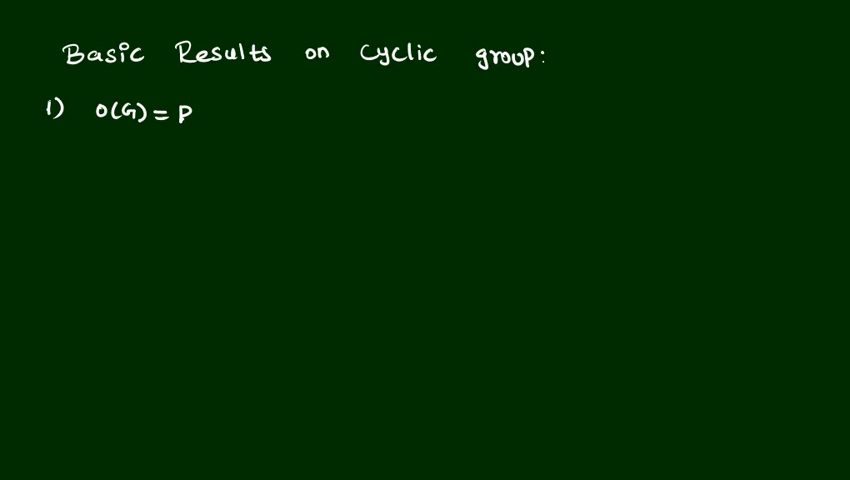 Basic Results on cyclic group:
1) O(G) = P